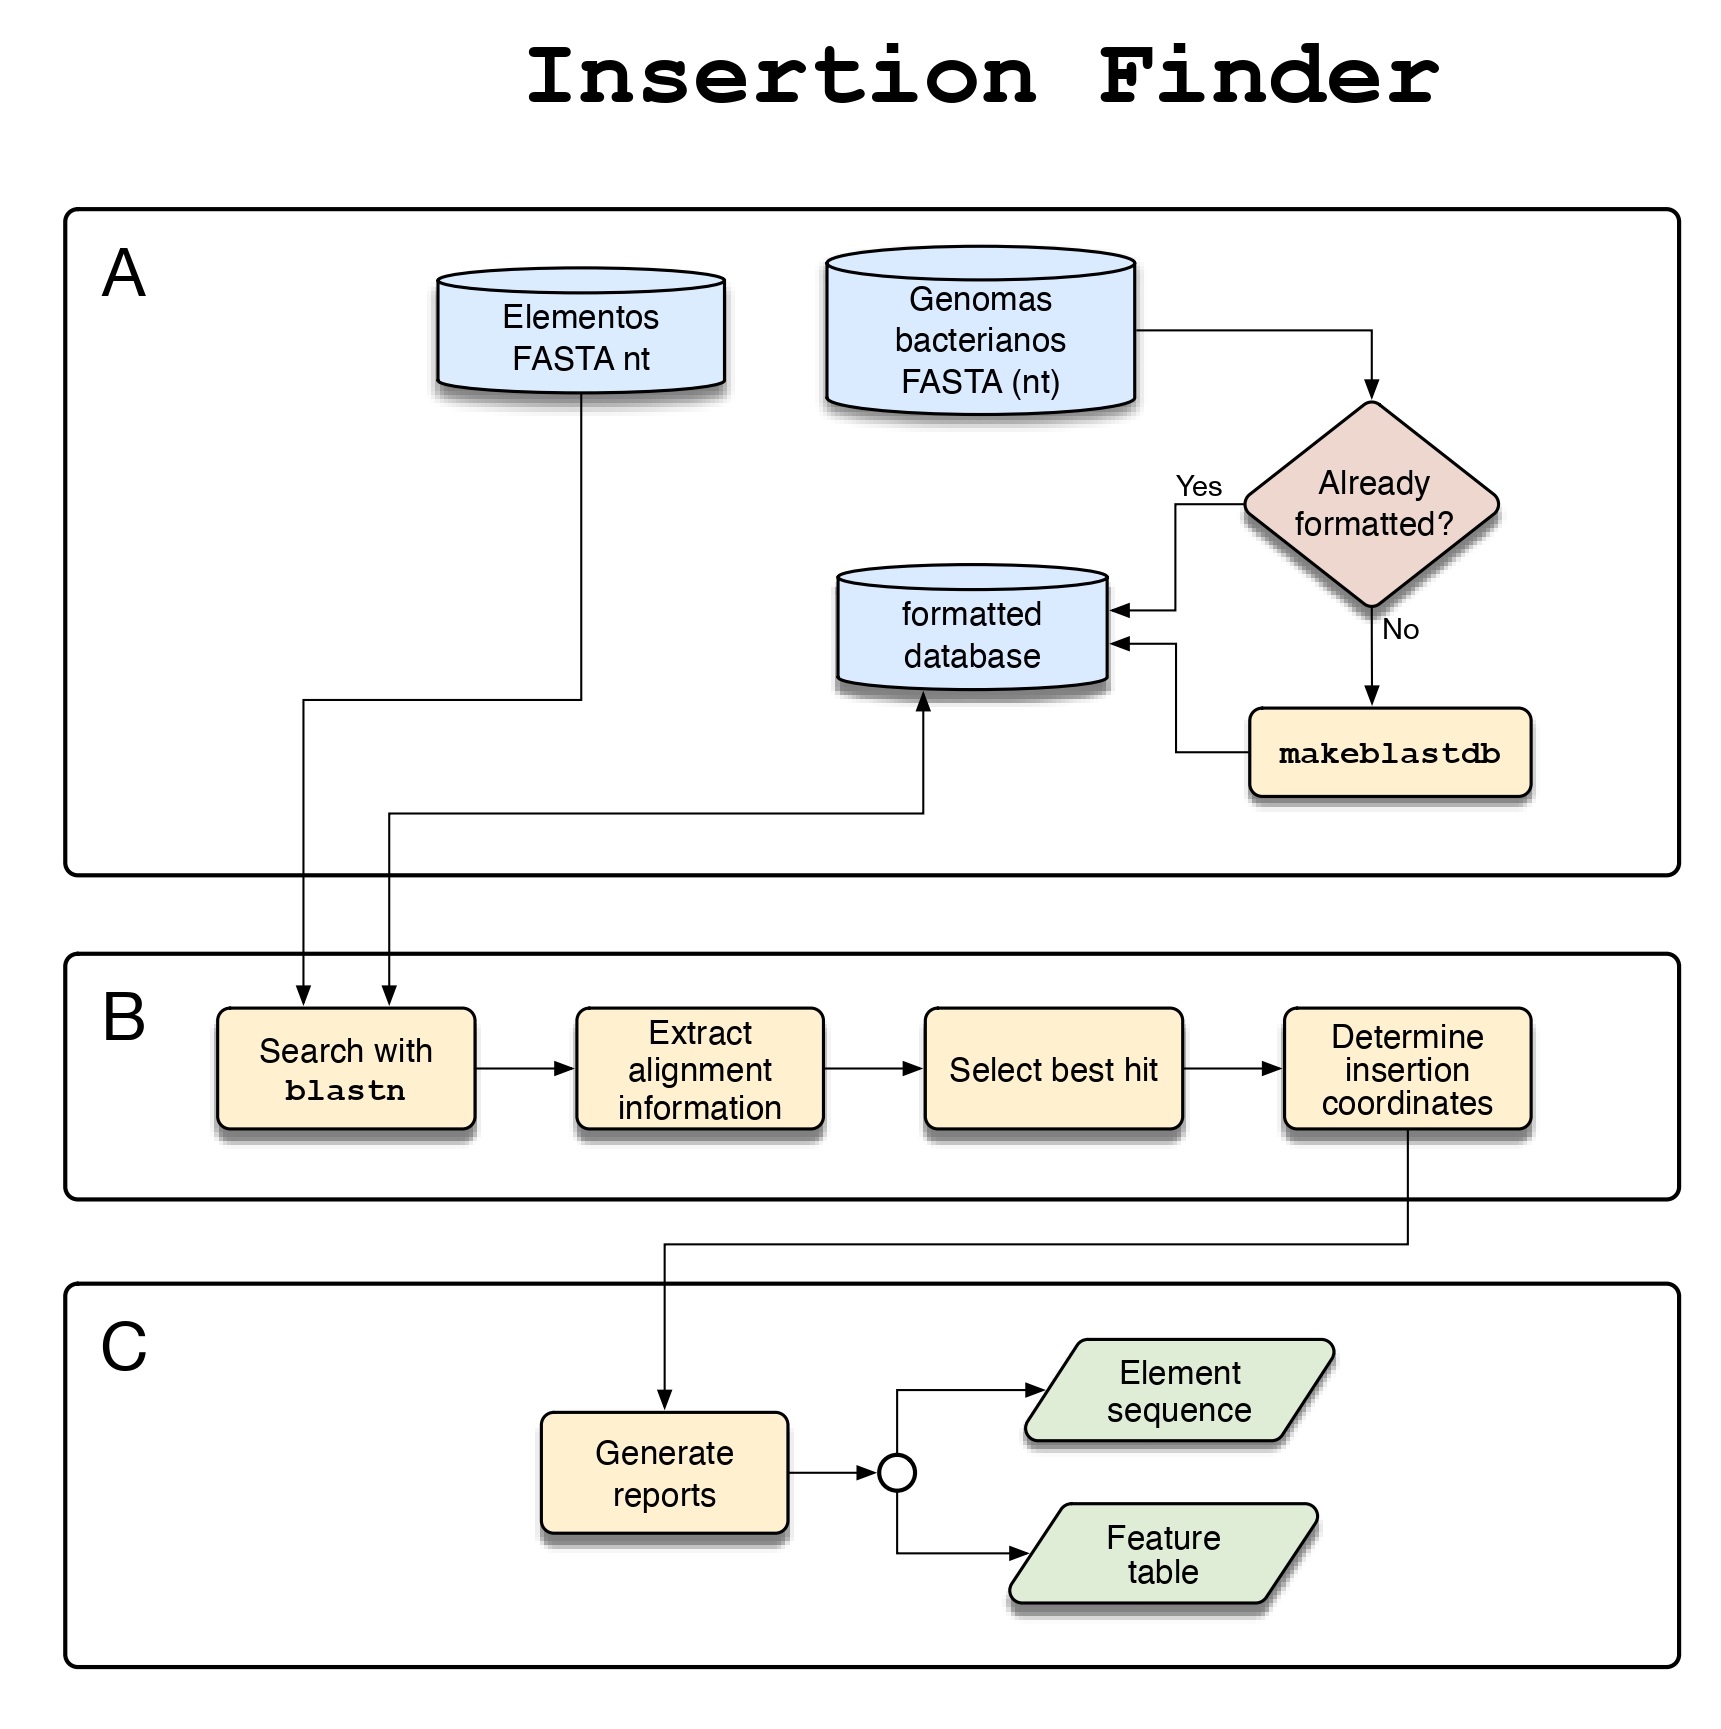 Insertion Finder
A
Elementos
FASTA nt
Genomas
bacterianos
FASTA (nt)
Already
formatted?
Yes
No
formatted
database
makeblastdb
B
Search with
blastn
Extract
alignment
information
Select best hit
Determine
insertion
coordinates
C
Generate
reports
Element
sequence
Feature
table